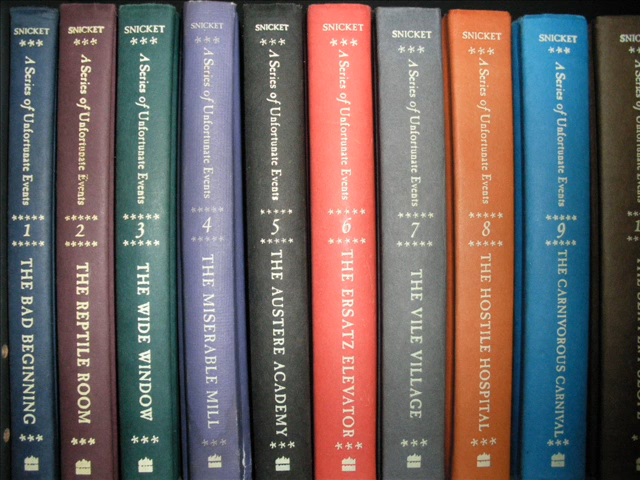 SNICKET
A Series of Unfortunate Events
1
THE BAD BEGINNING
SNICKET
A Series of Unfortunate Events
2
THE REPTILE ROOM
SNICKET
A Series of Unfortunate Events
3
THE WIDE WINDOW
SNICKET
A Series of Unfortunate Events
4
THE MISERABLE MILL
SNICKET
A Series of Unfortunate Events
5
THE AUSTERE ACADEMY
SNICKET
A Series of Unfortunate Events
6
THE ERSATZ ELEVATOR
SNICKET
A Series of Unfortunate Events
7
THE VILE VILLAGE
SNICKET
A Series of Unfortunate Events
8
THE HOSTILE HOSPITAL
SNICKET
A Series of Unfortunate Events
9
THE CARNIVOROUS CARNIVAL